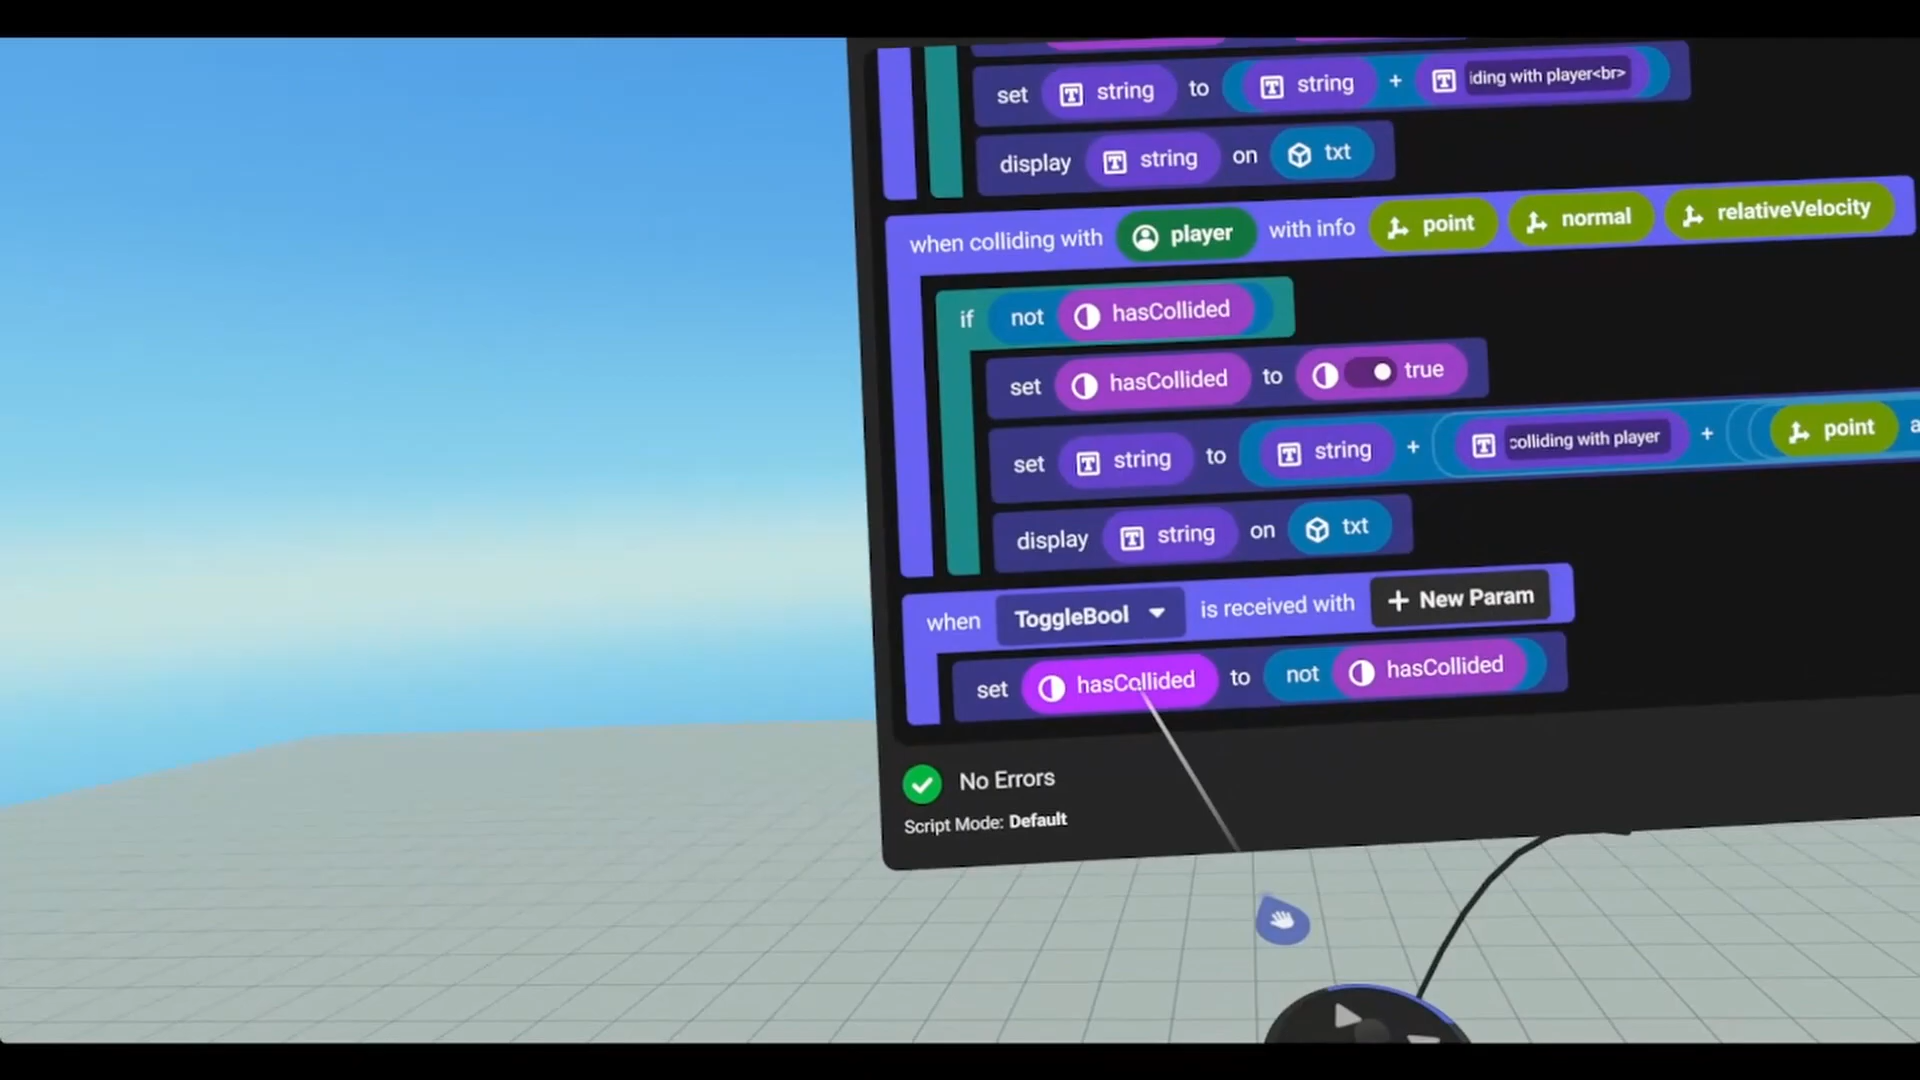 set string to string + iding with player<br>
display string on txt
when colliding with player with info point normal relativeVelocity
if not hasCollided
set hasCollided to true
set string to string + colliding with player + point
display string on txt
when ToggleBool is received with + New Param
set hasCollided to not hasCollided
No Errors
Script Mode: Default